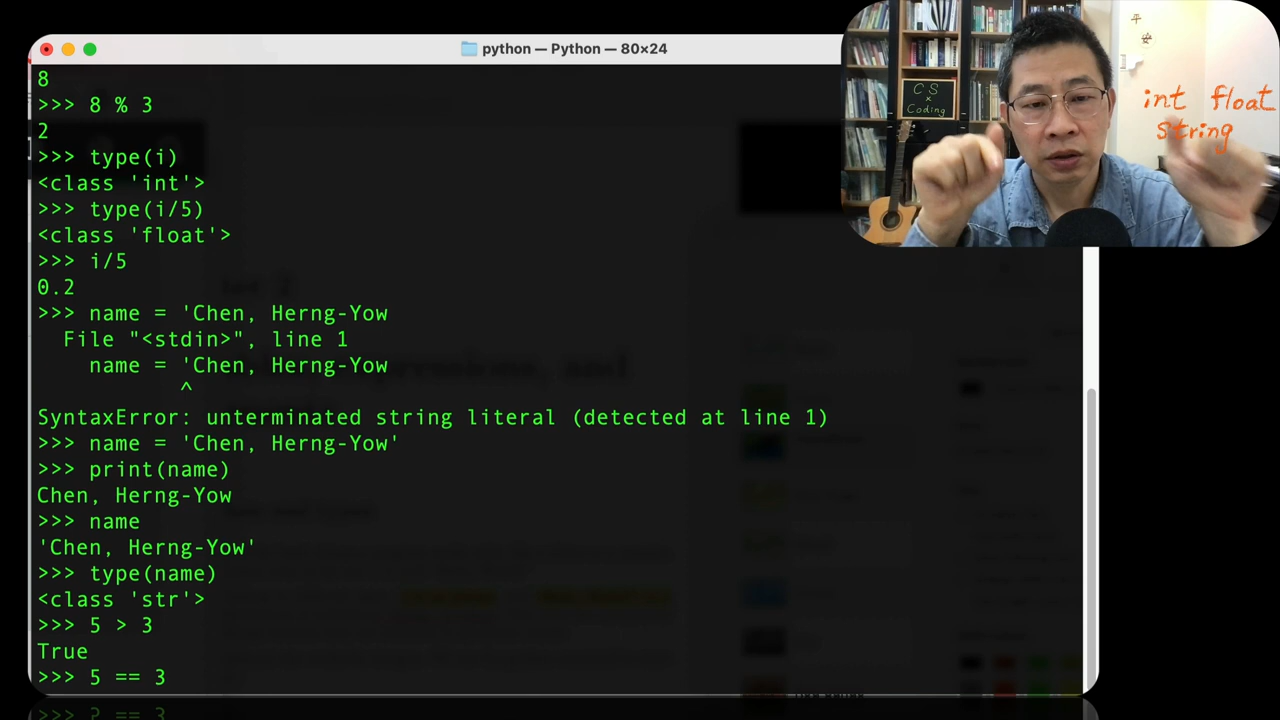 python — Python — 80×24
8
>>> 8 % 3
2
>>> type(i)
<class 'int'>
>>> type(i/5)
<class 'float'>
>>> i/5
0.2
>>> name = 'Chen, Herng-Yow
  File "<stdin>", line 1
    name = 'Chen, Herng-Yow
           ^
SyntaxError: unterminated string literal (detected at line 1)
>>> name = 'Chen, Herng-Yow'
>>> print(name)
Chen, Herng-Yow
>>> name
'Chen, Herng-Yow'
>>> type(name)
<class 'str'>
>>> 5 > 3
True
>>> 5 == 3
CS
×
Coding
平
安
int float
string